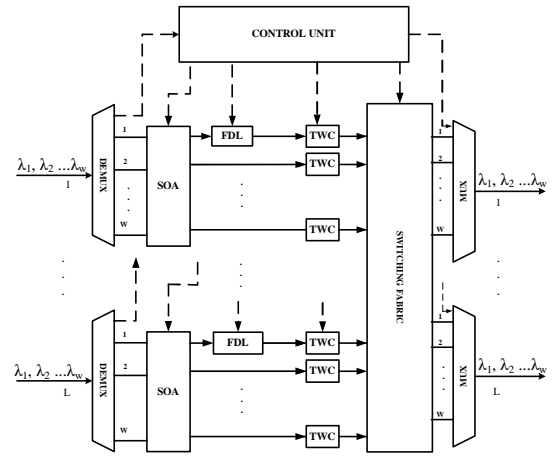 CONTROL UNIT
1
FDL
TWC
1
2
TWC
2
λ1, λ2 ...λw
1
DEMUX
SOA
MUX
λ1, λ2 ...λw
1
W
TWC
W
SWITCHING FABRIC
1
FDL
TWC
1
2
TWC
2
λ1, λ2 ...λw
L
DEMUX
SOA
MUX
λ1, λ2 ...λw
L
W
TWC
W